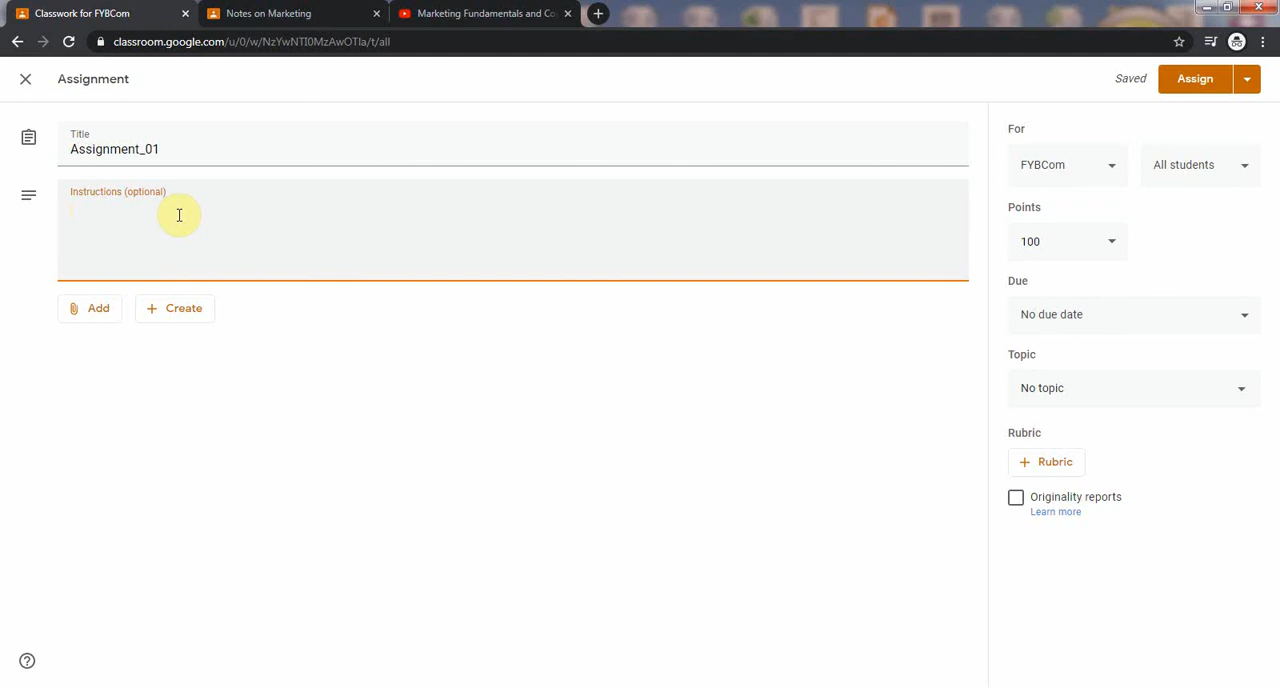 Classwork for FYBCom
Notes on Marketing
Marketing Fundamentals and Co
classroom.google.com/u/0/w/NzYwNTI0MzAwOTIa/t/all
Assignment
Saved
Assign
Title
Assignment_01
Instructions (optional)
Add
Create
For
FYBCom
All students
Points
100
Due
No due date
Topic
No topic
Rubric
+ Rubric
Originality reports
Learn more